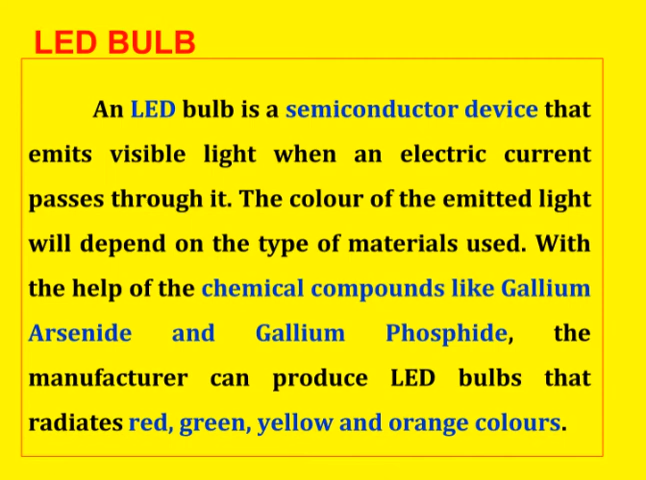 LED BULB
An LED bulb is a semiconductor device that
emits visible light when an electric current
passes through it. The colour of the emitted light
will depend on the type of materials used. With
the help of the chemical compounds like Gallium
Arsenide and Gallium Phosphide, the
manufacturer can produce LED bulbs that
radiates red, green, yellow and orange colours.